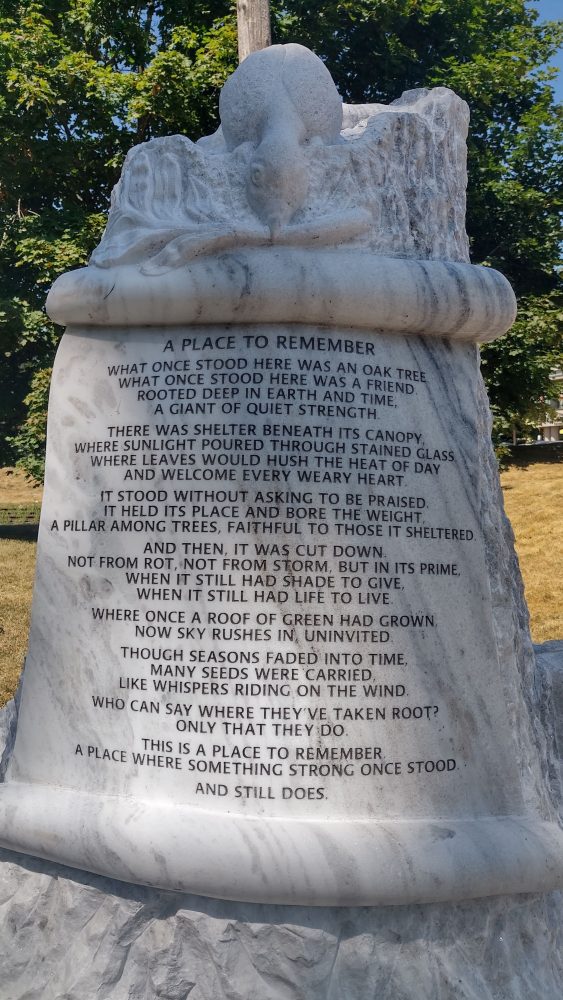 A PLACE TO REMEMBER
WHAT ONCE STOOD HERE WAS AN OAK TREE
WHAT ONCE STOOD HERE WAS A FRIEND
ROOTED DEEP IN EARTH AND TIME,
A GIANT OF QUIET STRENGTH.
THERE WAS SHELTER BENEATH ITS CANOPY,
WHERE SUNLIGHT POURED THROUGH STAINED GLASS
WHERE LEAVES WOULD HUSH THE HEAT OF DAY
AND WELCOME EVERY WEARY HEART.
IT STOOD WITHOUT ASKING TO BE PRAISED.
IT HELD ITS PLACE AND BORE THE WEIGHT,
A PILLAR AMONG TREES, FAITHFUL TO THOSE IT SHELTERED.
AND THEN, IT WAS CUT DOWN.
NOT FROM ROT, NOT FROM STORM, BUT IN ITS PRIME,
WHEN IT STILL HAD SHADE TO GIVE,
WHEN IT STILL HAD LIFE TO LIVE.
WHERE ONCE A ROOF OF GREEN HAD GROWN,
NOW SKY RUSHES IN, UNINVITED.
THOUGH SEASONS FADED INTO TIME,
MANY SEEDS WERE CARRIED,
LIKE WHISPERS RIDING ON THE WIND.
WHO CAN SAY WHERE THEY'VE TAKEN ROOT?
ONLY THAT THEY DO.
THIS IS A PLACE TO REMEMBER.
A PLACE WHERE SOMETHING STRONG ONCE STOOD.
AND STILL DOES.